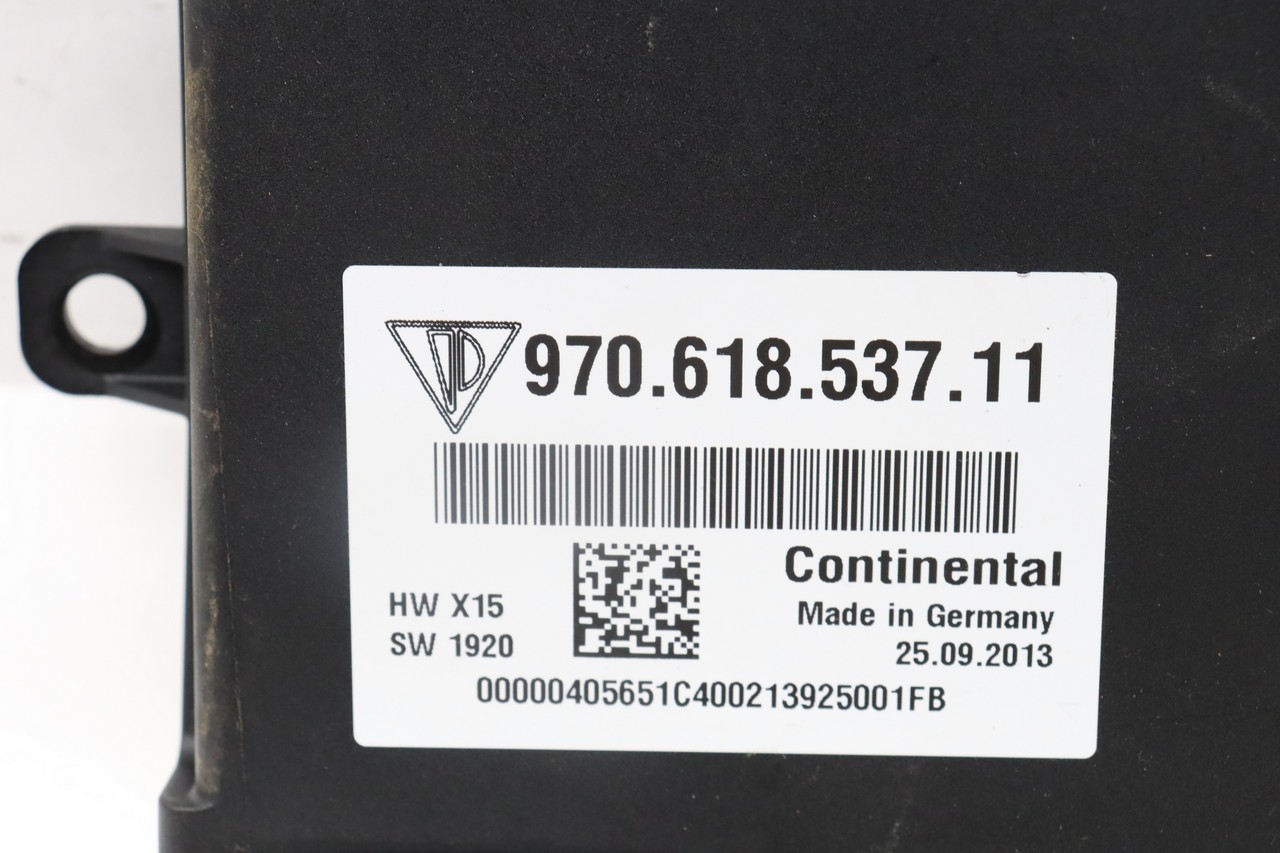 970.618.537.11
Continental
HW X15
Made in Germany
SW 1920
25.09.2013
00000405651C400213925001FB